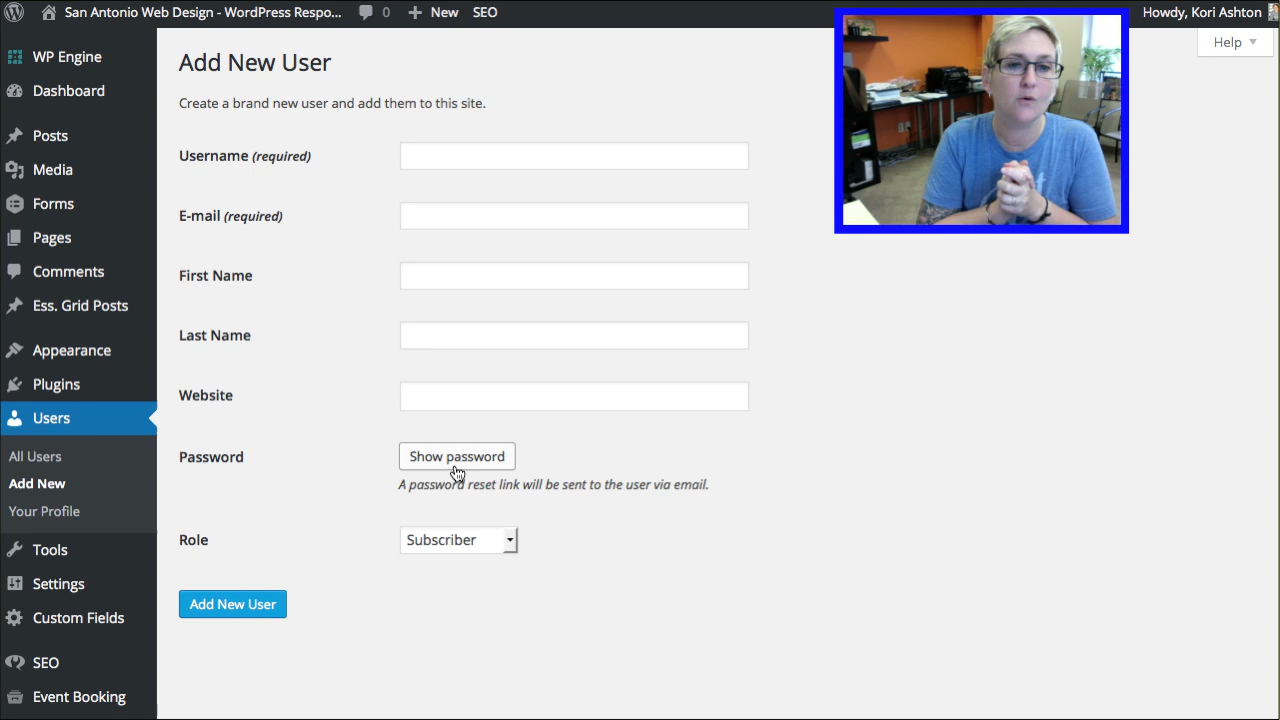 San Antonio Web Design - WordPress Respo...
0
New
SEO
Howdy, Kori Ashton
Help
WP Engine
Dashboard
Posts
Media
Forms
Pages
Comments
Ess. Grid Posts
Appearance
Plugins
Users
All Users
Add New
Your Profile
Tools
Settings
Custom Fields
SEO
Event Booking
Add New User
Create a brand new user and add them to this site.
Username (required)
E-mail (required)
First Name
Last Name
Website
Password
Show password
A password reset link will be sent to the user via email.
Role
Subscriber
Add New User